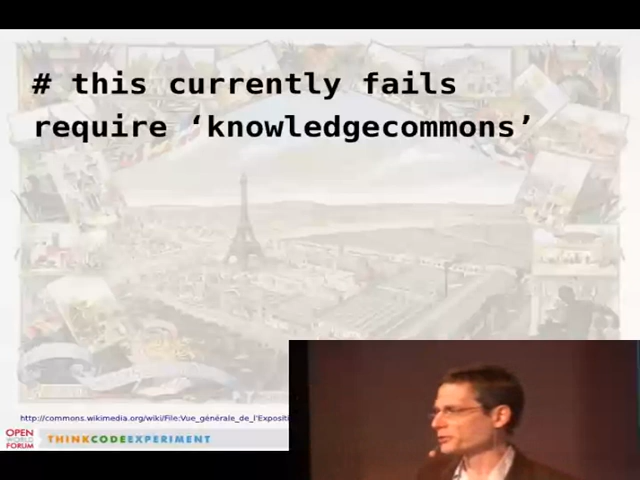 # this currently fails
require ‘knowledgecommons’
http://commons.wikimedia.org/wiki/File:Vue_générale_de_l'Expositi
OPEN
WORLD
FORUM
THINKCODEEXPERIMENT